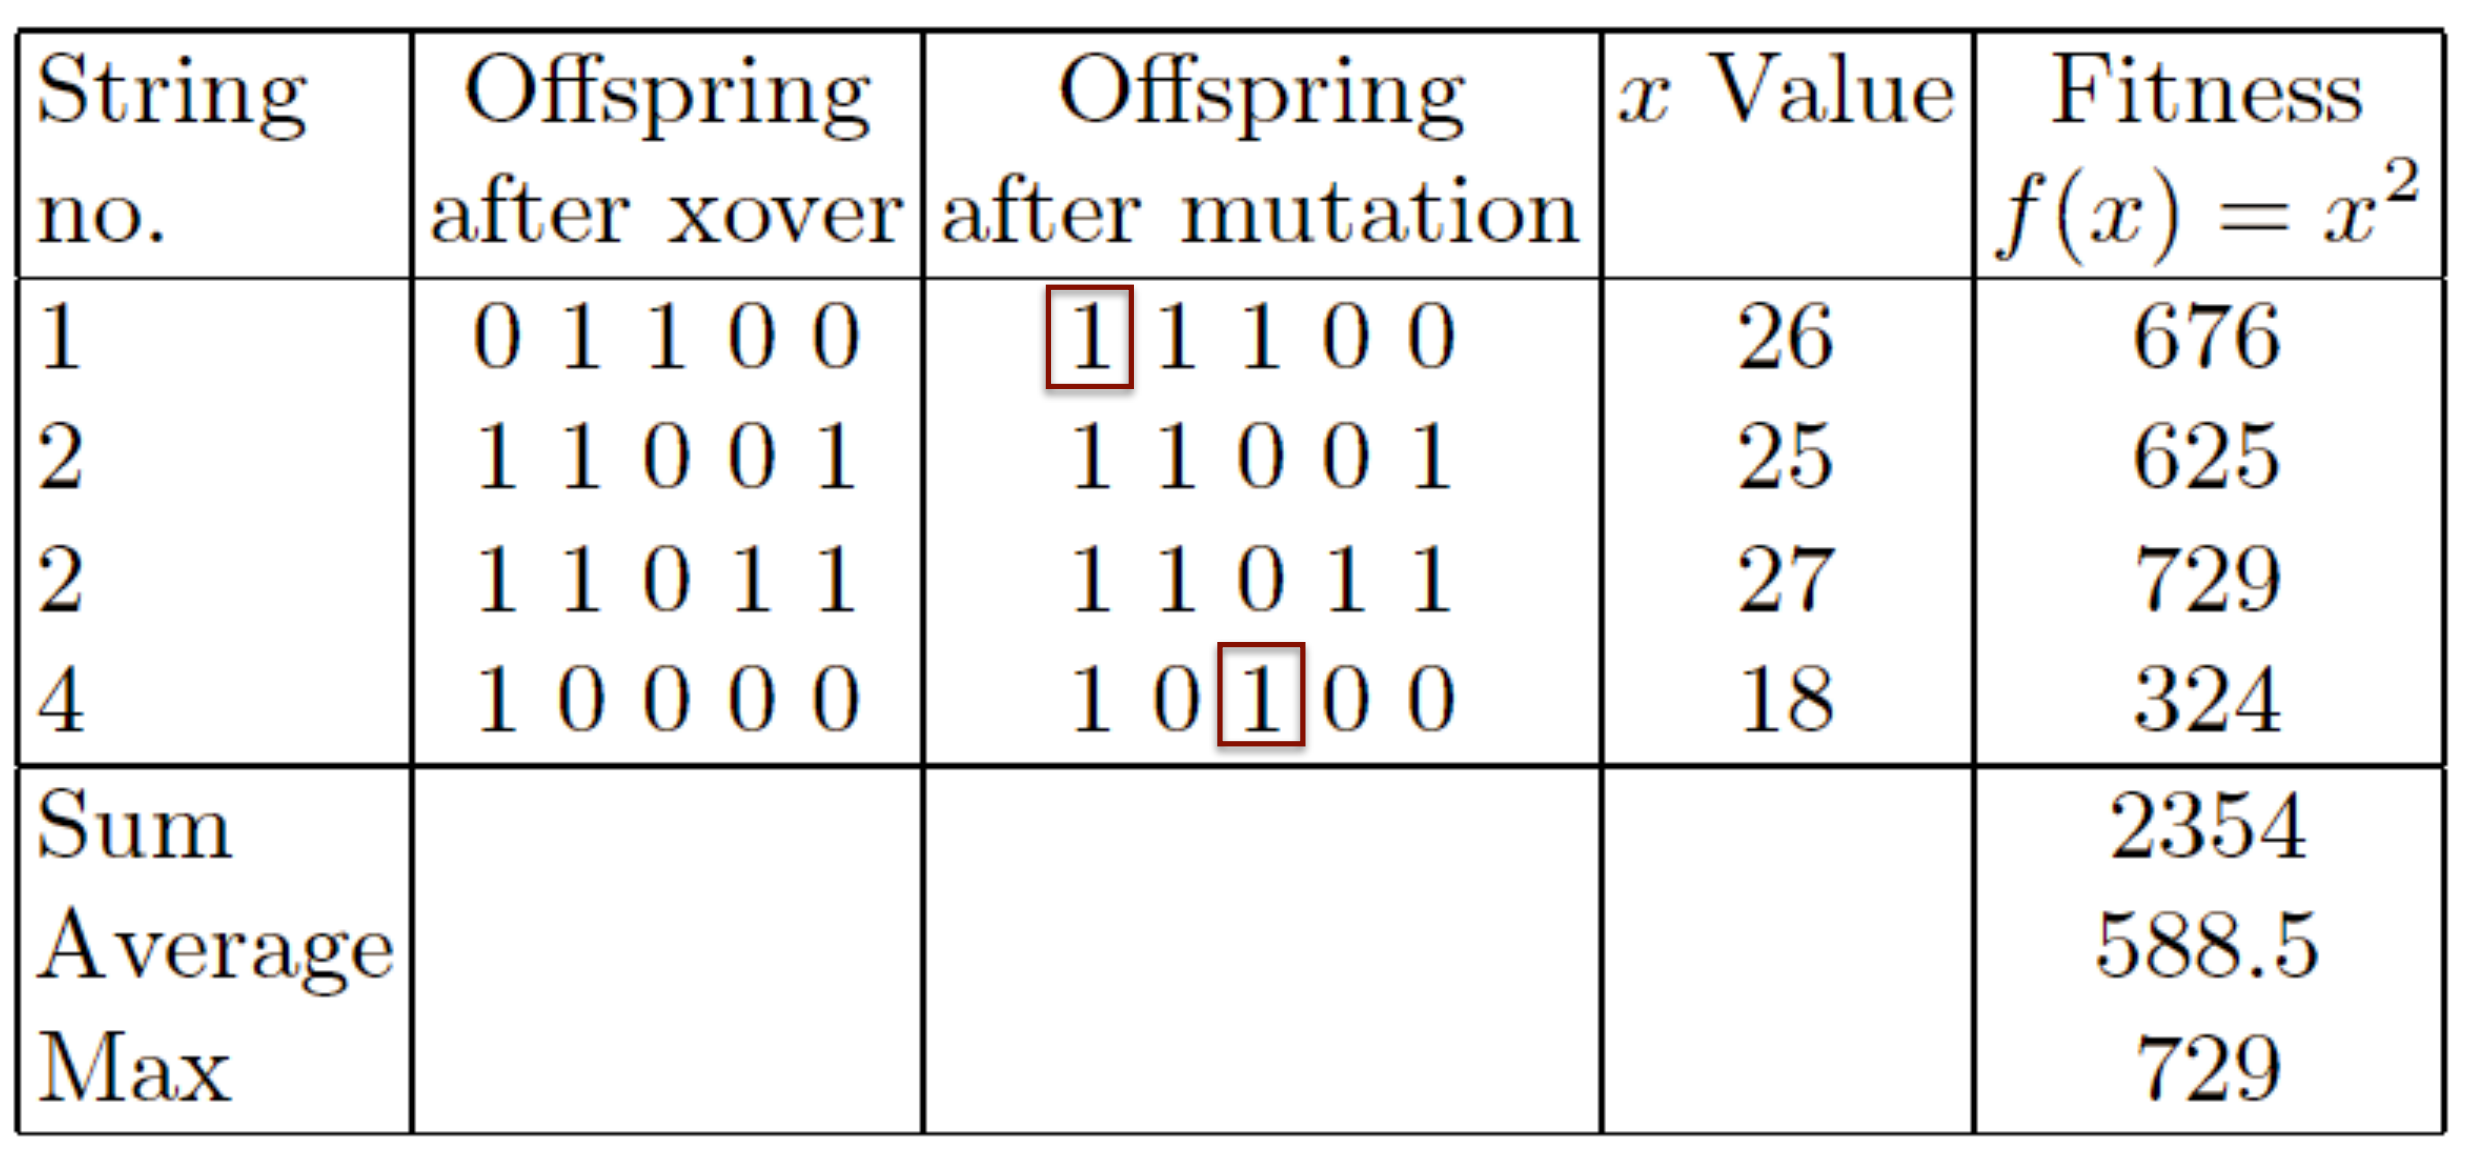 String Offspring Offspring x Value Fitness
no. after xover after mutation f(x) = x²
1 0 1 1 0 0 1 1 1 0 0 26 676
2 1 1 0 0 1 1 1 0 0 1 25 625
2 1 1 0 1 1 1 1 0 1 1 27 729
4 1 0 0 0 0 1 0 1 0 0 18 324
Sum 2354
Average 588.5
Max 729